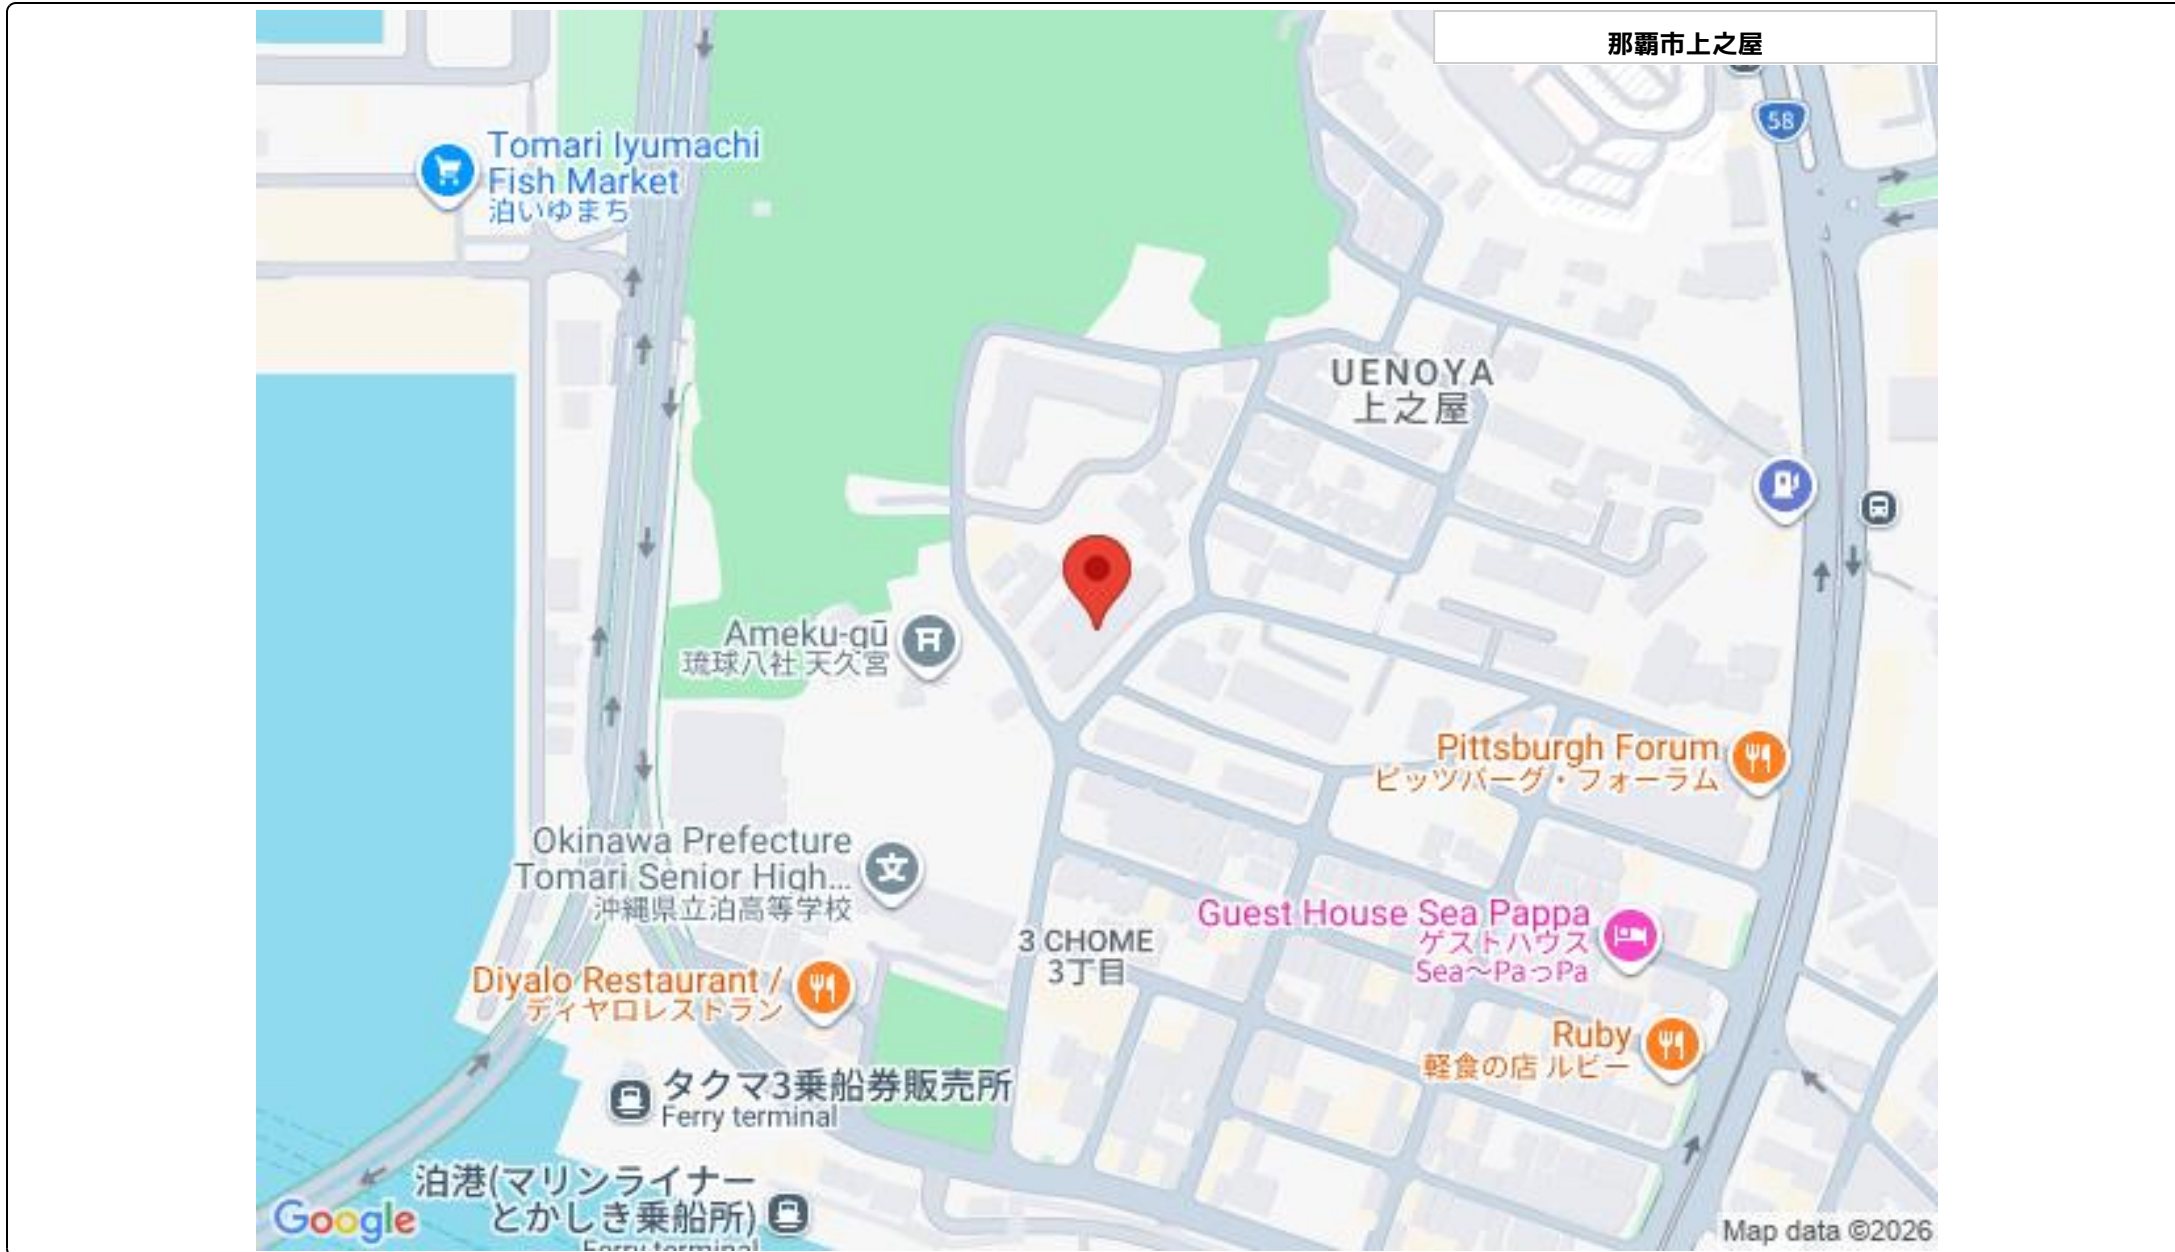 那覇市上之屋
58
Tomari Iyumachi
Fish Market
泊いゆまち
UENOYA
上之屋
Ameku-gū
琉球八社 天久宮
Pittsburgh Forum
ピッツバーグ・フォーラム
Okinawa Prefecture
Tomari Senior High...
沖縄県立泊高等学校
文
Guest House Sea Pappa
ゲストハウス
Sea〜PaっPa
3 CHOME
3丁目
Diyalo Restaurant /
ディヤロレストラン
Ruby
軽食の店 ルビー
タクマ3乗船券販売所
Ferry terminal
泊港(マリンライナー
とかしき乗船所)
Ferry terminal
Google
Map data ©2026